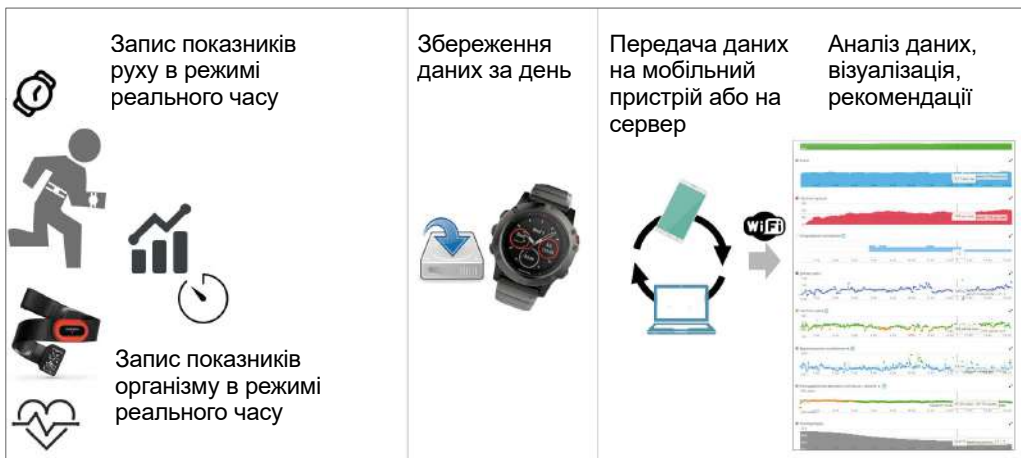 Запис показників
руху в режимі
реального часу
Збереження
даних за день
Передача даних
на мобільний
пристрій або на
сервер
Аналіз даних,
візуалізація,
рекомендації
WiFi
Запис показників
організму в режимі
реального часу